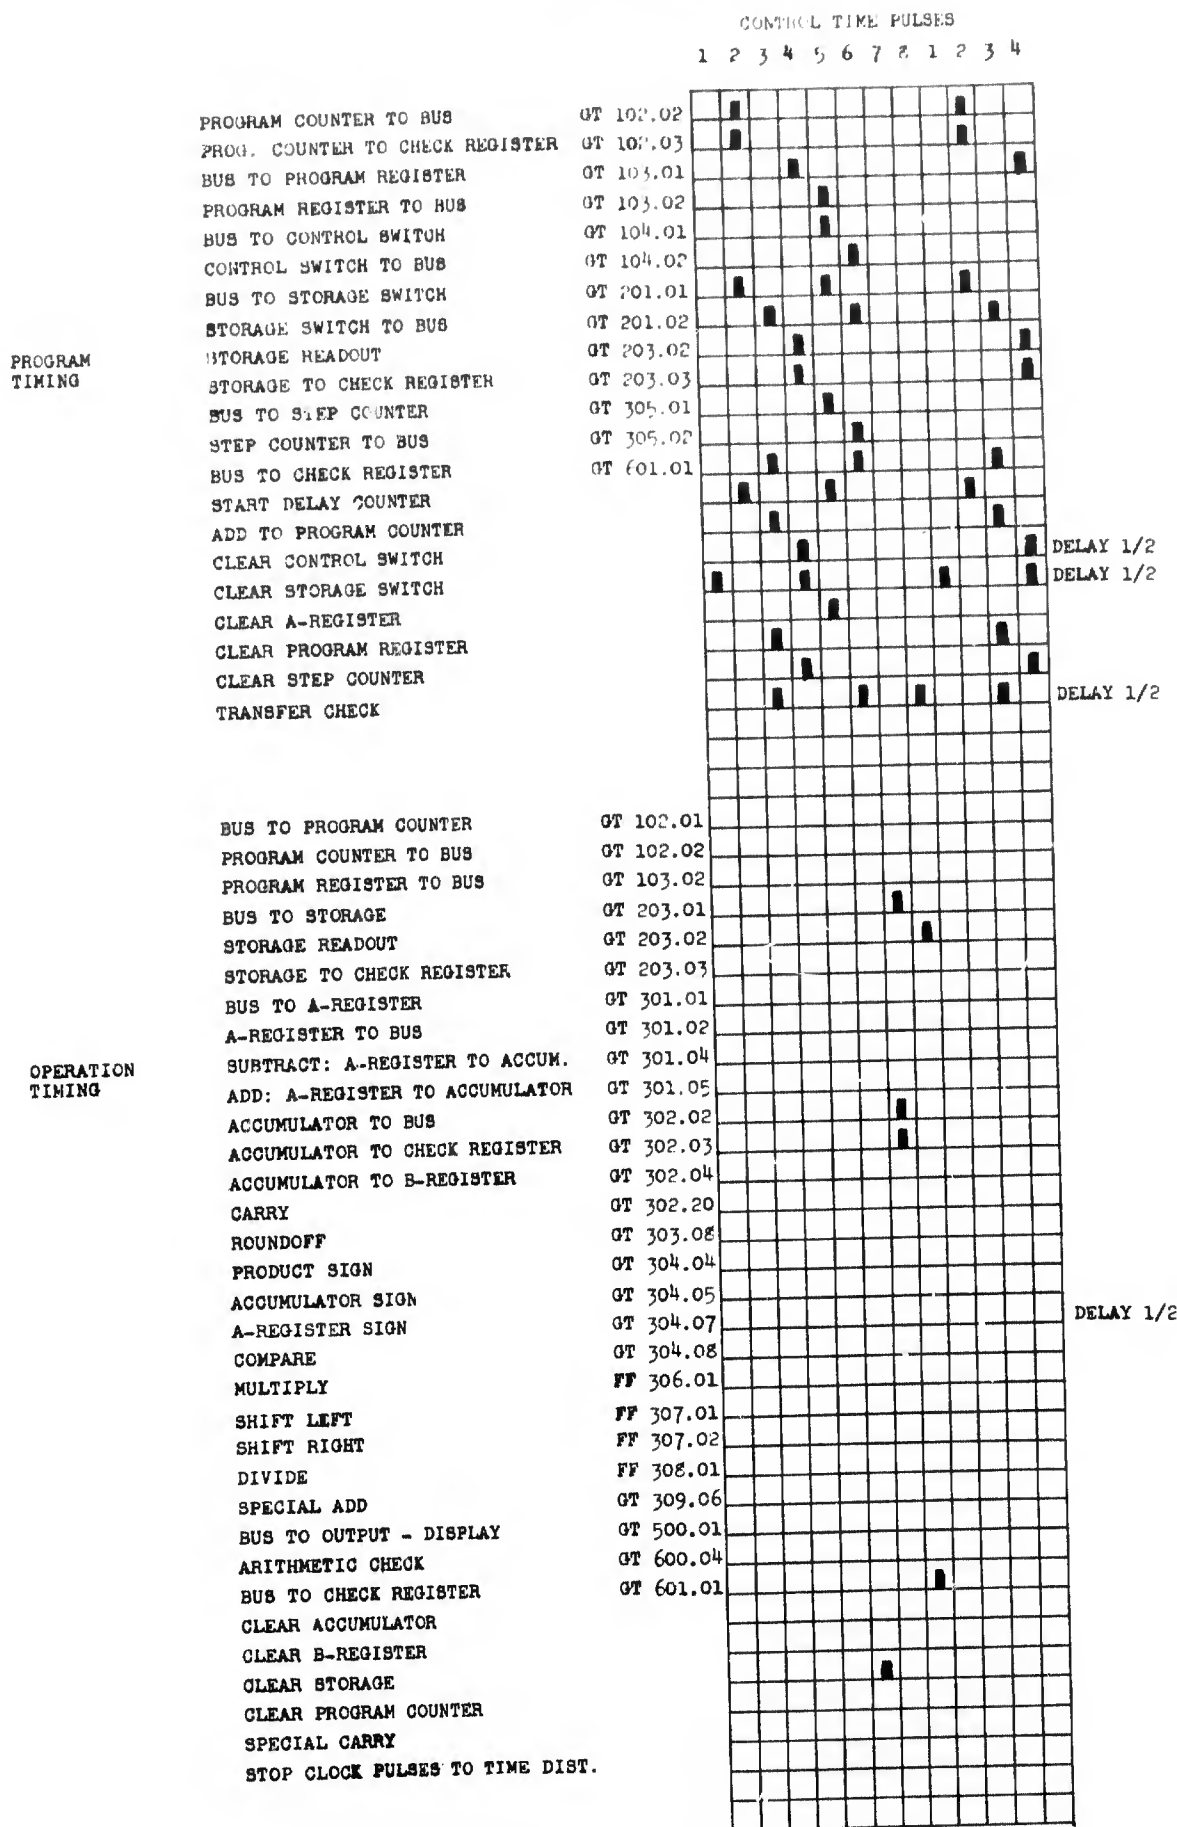 CONTROL TIME PULSES
1 2 3 4 5 6 7 8 1 2 3 4
PROGRAM COUNTER TO BUS GT 102.02
PROG. COUNTER TO CHECK REGISTER GT 102.03
BUS TO PROGRAM REGISTER GT 103.01
PROGRAM REGISTER TO BUS GT 103.02
BUS TO CONTROL SWITCH GT 104.01
CONTROL SWITCH TO BUS GT 104.02
BUS TO STORAGE SWITCH GT 201.01
STORAGE SWITCH TO BUS GT 201.02
PROGRAM TIMING
STORAGE READOUT GT 203.02
STORAGE TO CHECK REGISTER GT 203.03
BUS TO STEP COUNTER GT 305.01
STEP COUNTER TO BUS GT 305.02
BUS TO CHECK REGISTER GT 601.01
START DELAY COUNTER
ADD TO PROGRAM COUNTER
CLEAR CONTROL SWITCH DELAY 1/2
CLEAR STORAGE SWITCH DELAY 1/2
CLEAR A-REGISTER
CLEAR PROGRAM REGISTER
CLEAR STEP COUNTER
TRANSFER CHECK DELAY 1/2
BUS TO PROGRAM COUNTER GT 102.01
PROGRAM COUNTER TO BUS GT 102.02
PROGRAM REGISTER TO BUS GT 103.02
BUS TO STORAGE GT 203.01
STORAGE READOUT GT 203.02
STORAGE TO CHECK REGISTER GT 203.03
BUS TO A-REGISTER GT 301.01
A-REGISTER TO BUS GT 301.02
OPERATION TIMING
SUBTRACT: A-REGISTER TO ACCUM. GT 301.04
ADD: A-REGISTER TO ACCUMULATOR GT 301.05
ACCUMULATOR TO BUS GT 302.02
ACCUMULATOR TO CHECK REGISTER GT 302.03
ACCUMULATOR TO B-REGISTER GT 302.04
CARRY GT 302.20
ROUNDOFF GT 303.08
PRODUCT SIGN GT 304.04
ACCUMULATOR SIGN GT 304.05
A-REGISTER SIGN GT 304.07 DELAY 1/2
COMPARE GT 304.08
MULTIPLY FF 306.01
SHIFT LEFT FF 307.01
SHIFT RIGHT FF 307.02
DIVIDE FF 308.01
SPECIAL ADD GT 309.06
BUS TO OUTPUT - DISPLAY GT 500.01
ARITHMETIC CHECK GT 600.04
BUS TO CHECK REGISTER GT 601.01
CLEAR ACCUMULATOR
CLEAR B-REGISTER
CLEAR STORAGE
CLEAR PROGRAM COUNTER
SPECIAL CARRY
STOP CLOCK PULSES TO TIME DIST.